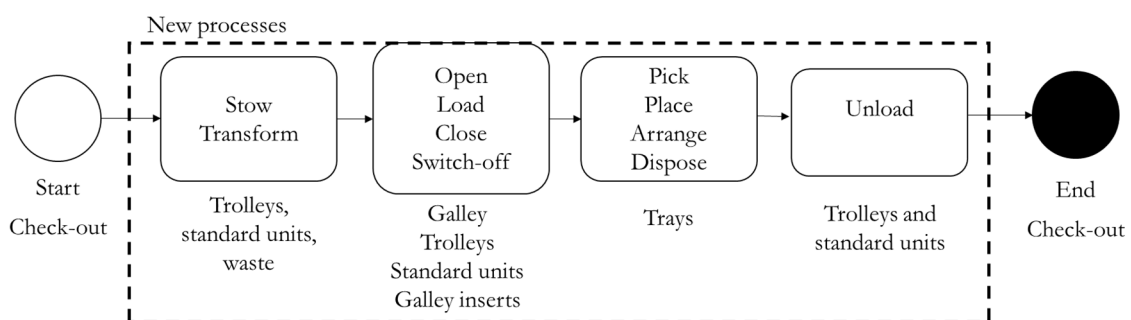 New processes
Start
Check-out
Stow
Transform
Trolleys,
standard units,
waste
Open
Load
Close
Switch-off
Galley
Trolleys
Standard units
Galley inserts
Pick
Place
Arrange
Dispose
Trays
Unload
Trolleys and
standard units
End
Check-out